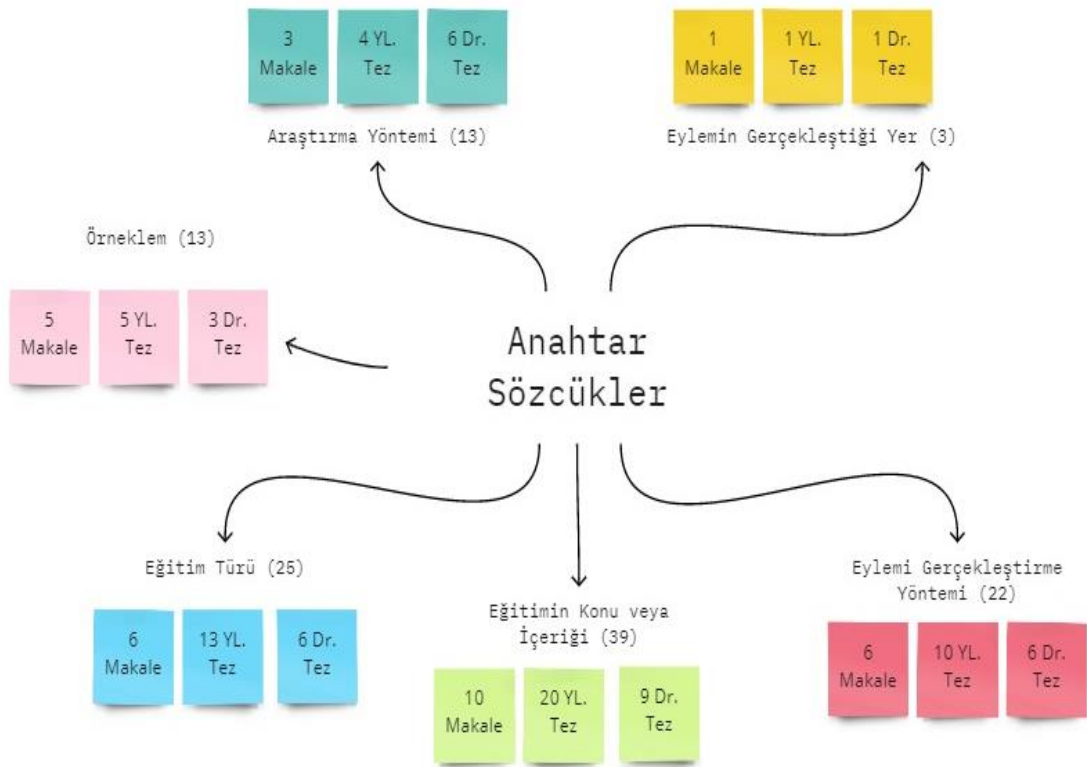 3
Makale
4 YL.
Tez
6 Dr.
Tez
Araştırma Yöntemi (13)
1
Makale
1 YL.
Tez
1 Dr.
Tez
Eylemin Gerçekleştiği Yer (3)
Örneklem (13)
5
Makale
5 YL.
Tez
3 Dr.
Tez
Anahtar
Sözcükler
Eğitim Türü (25)
6
Makale
13 YL.
Tez
6 Dr.
Tez
Eğitimin Konu veya
İçeriği (39)
10
Makale
20 YL.
Tez
9 Dr.
Tez
Eylemi Gerçekleştirme
Yöntemi (22)
6
Makale
10 YL.
Tez
6 Dr.
Tez